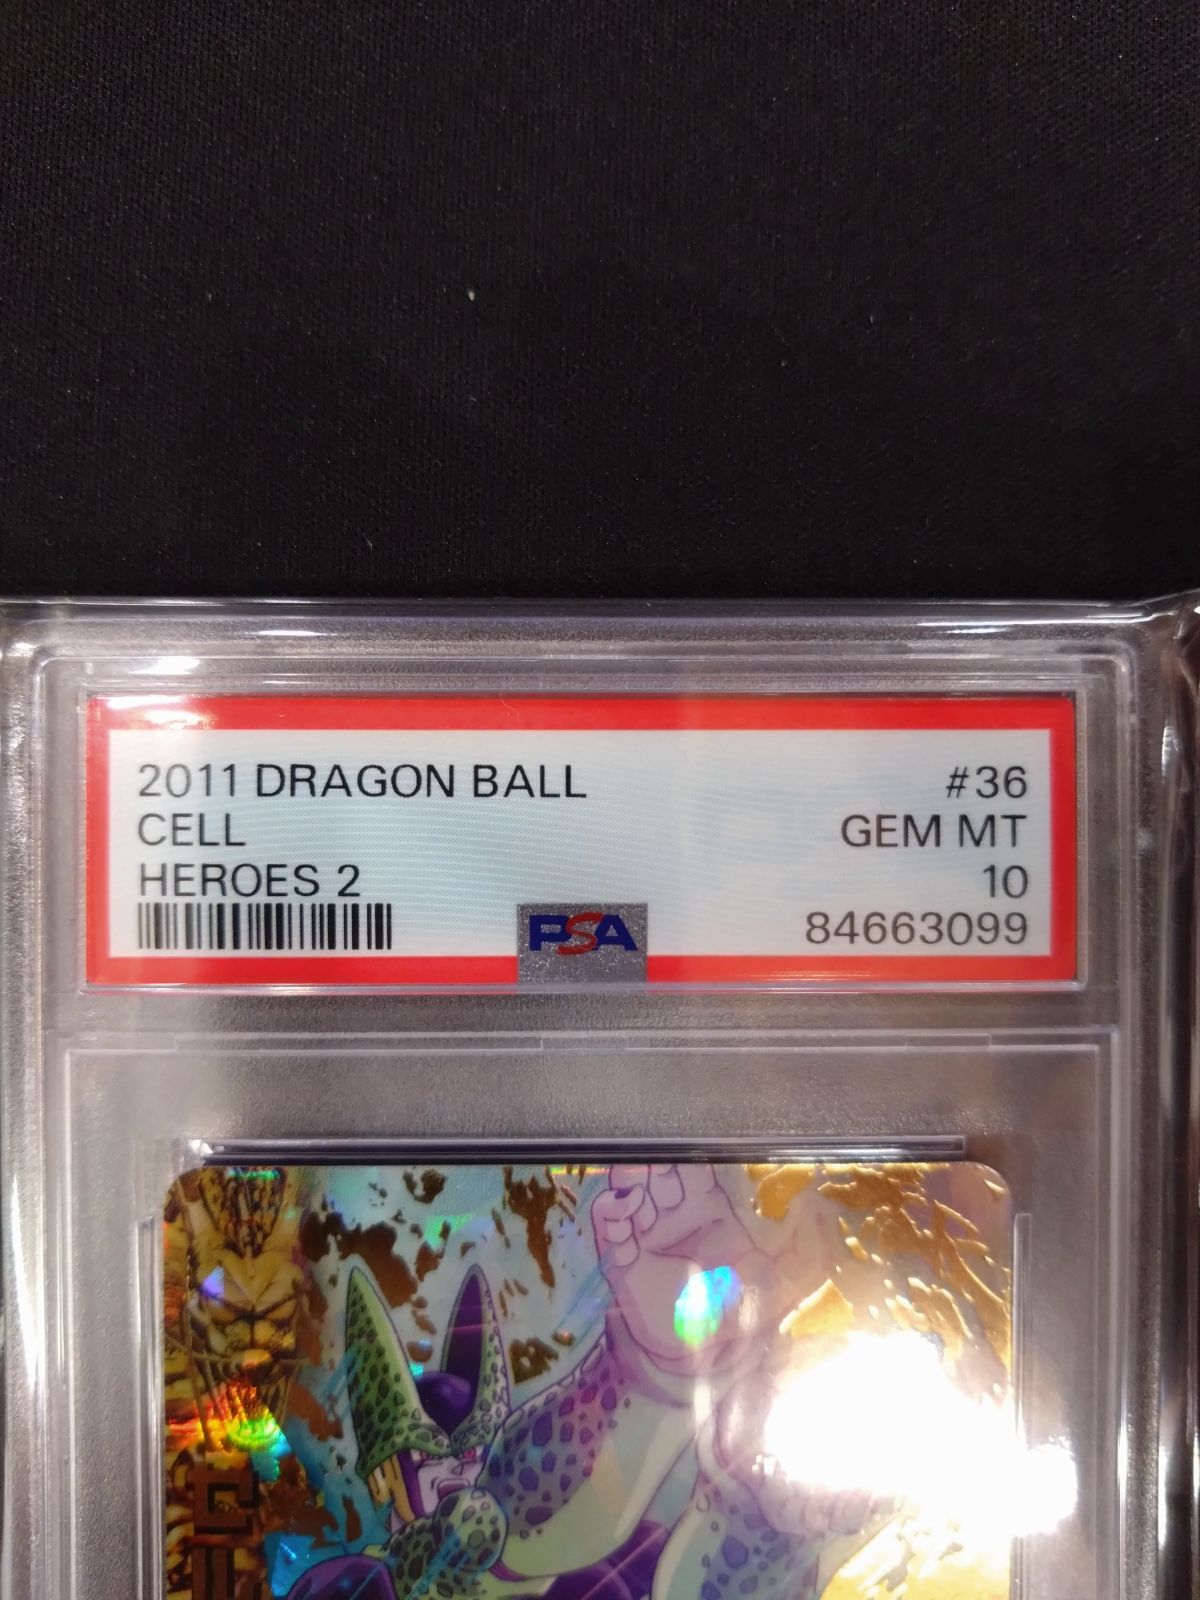 2011 DRAGON BALL #36
CELL GEM MT
HEROES 2 10
PSA 84663099